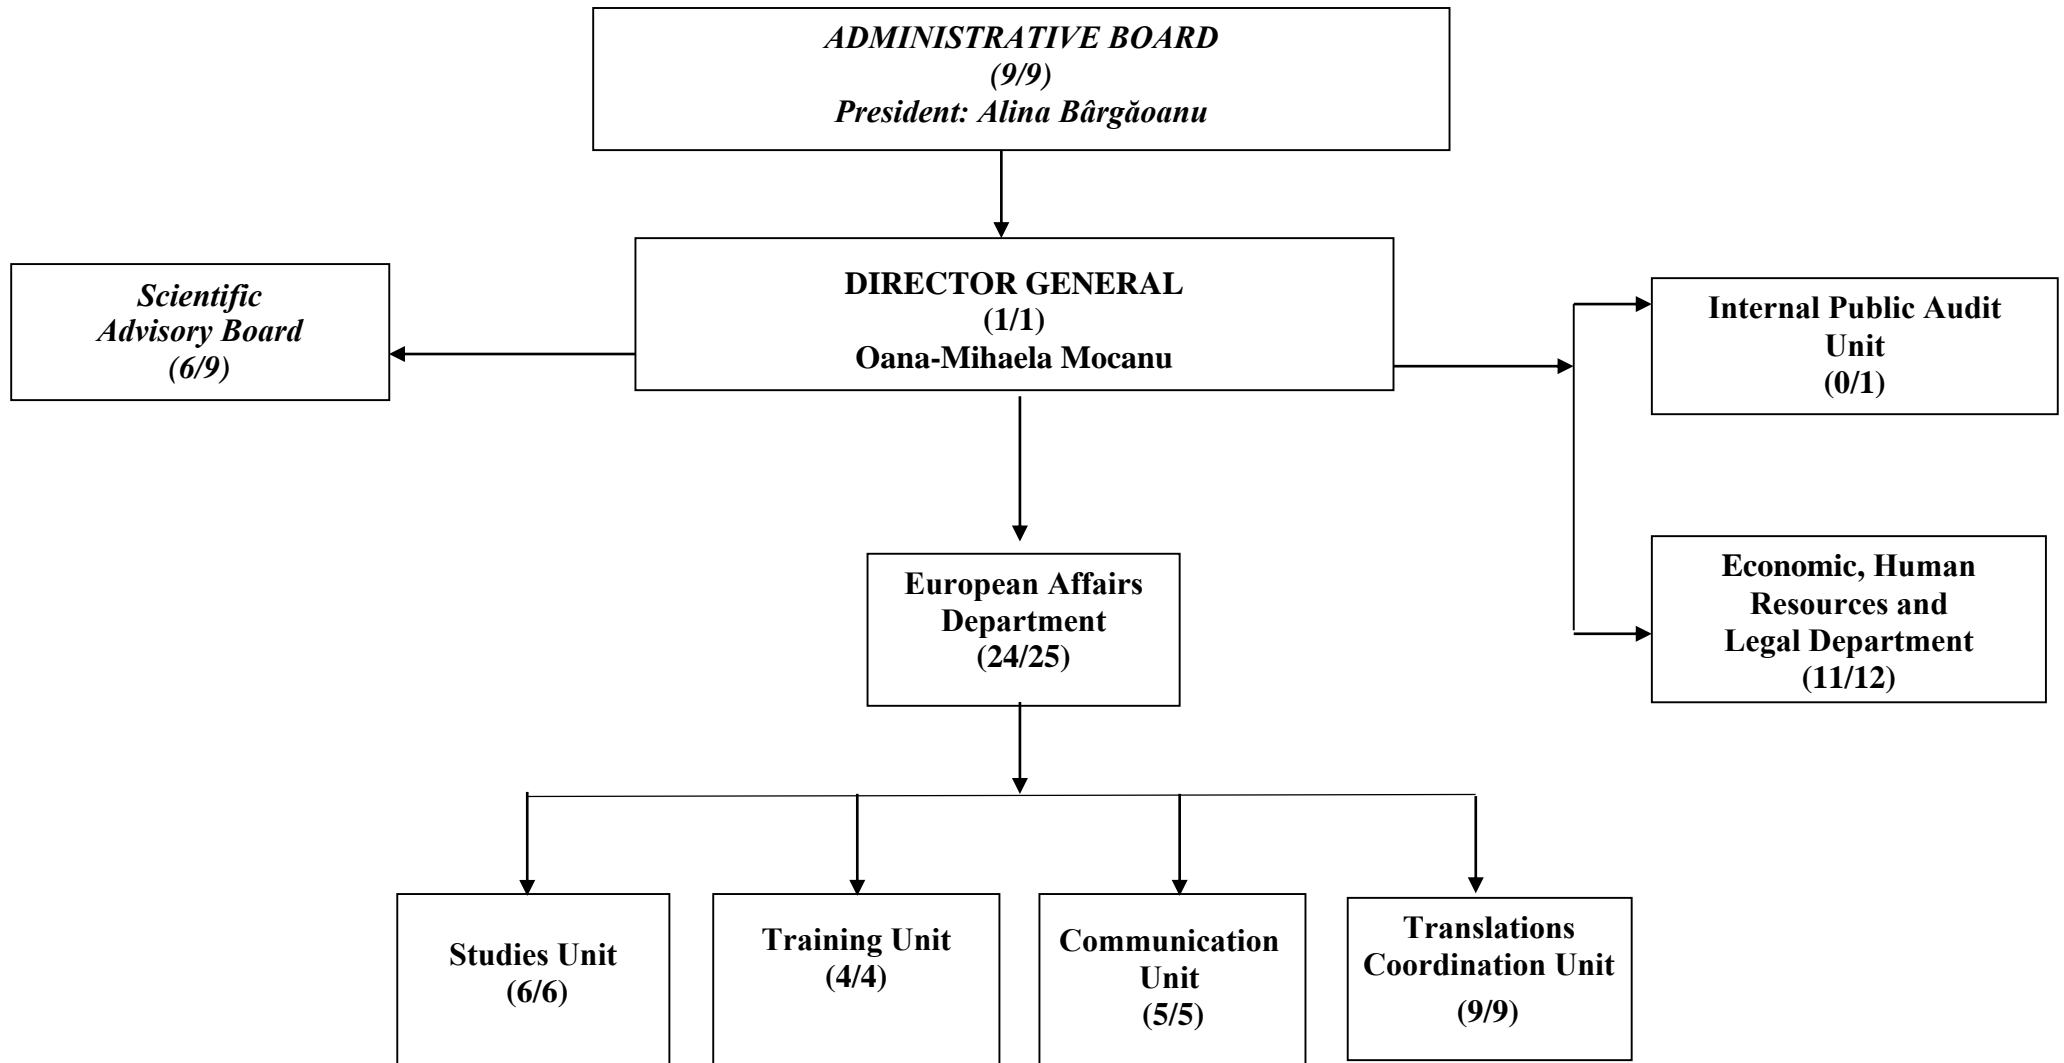 ADMINISTRATIVE BOARD
(9/9)
President: Alina Bârgăoanu
Scientific
Advisory Board
(6/9)
DIRECTOR GENERAL
(1/1)
Oana-Mihaela Mocanu
Internal Public Audit
Unit
(0/1)
European Affairs
Department
(24/25)
Economic, Human
Resources and
Legal Department
(11/12)
Studies Unit
(6/6)
Training Unit
(4/4)
Communication
Unit
(5/5)
Translations
Coordination Unit
(9/9)